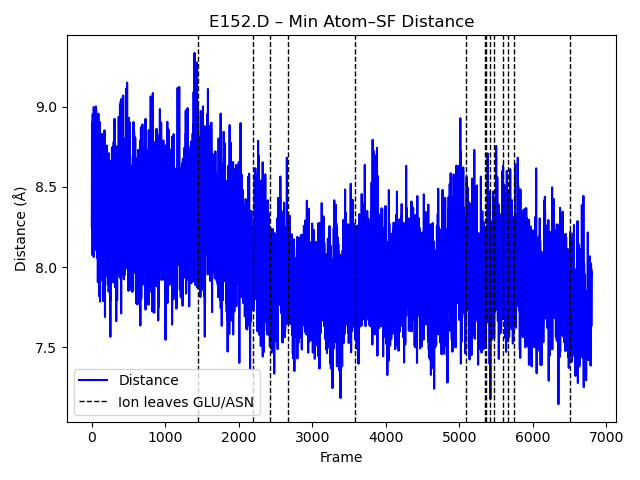 E152.D – Min Atom–SF Distance
Distance (Å)
9.0
8.5
8.0
7.5
Distance
Ion leaves GLU/ASN
0 1000 2000 3000 4000 5000 6000 7000
Frame